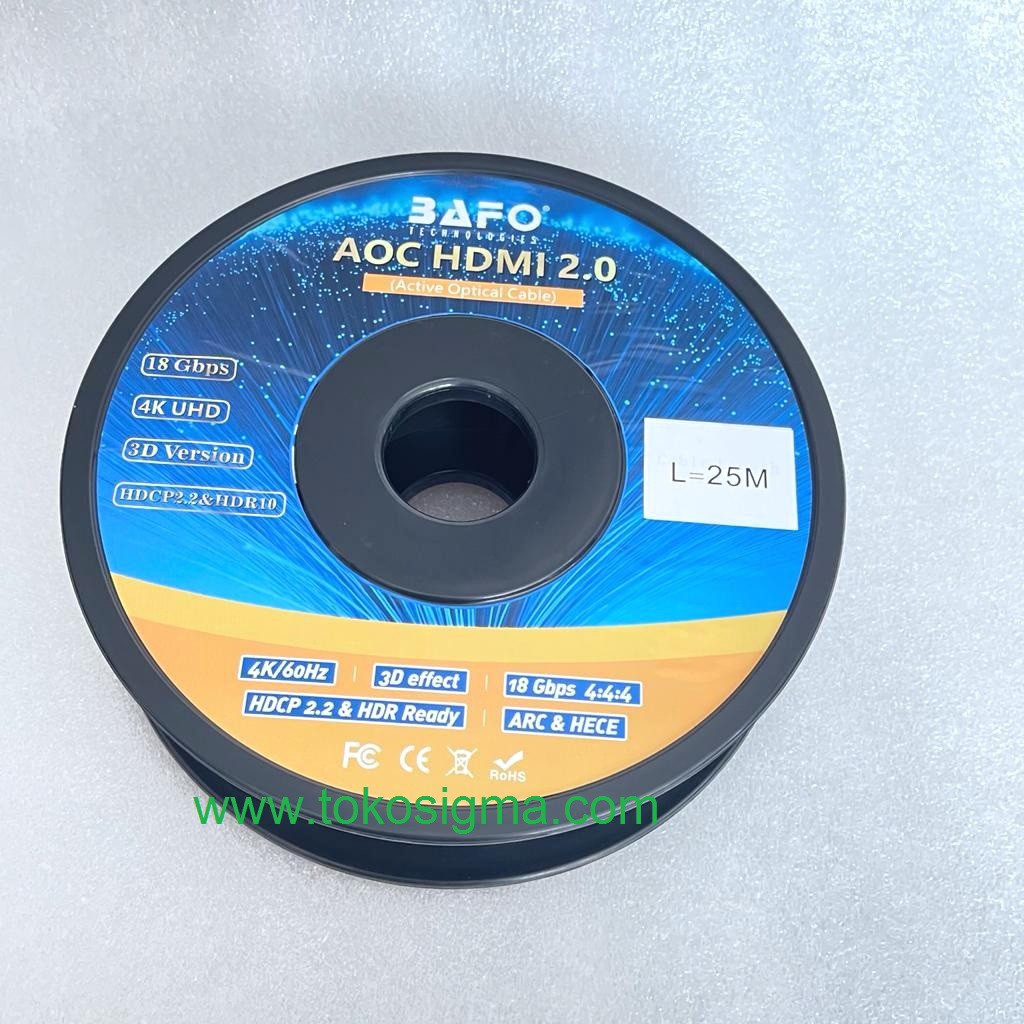 BAFO®
TECHNOLOGIES
AOC HDMI 2.0
(Active Optical Cable)
18 Gbps
4K UHD
3D Version
HDCP2.2&HDR10
L=25M
4K/60Hz | 3D effect | 18 Gbps 4:4:4
HDCP 2.2 & HDR Ready | ARC & HECE
FC CE RoHS
www.tokosigma.com